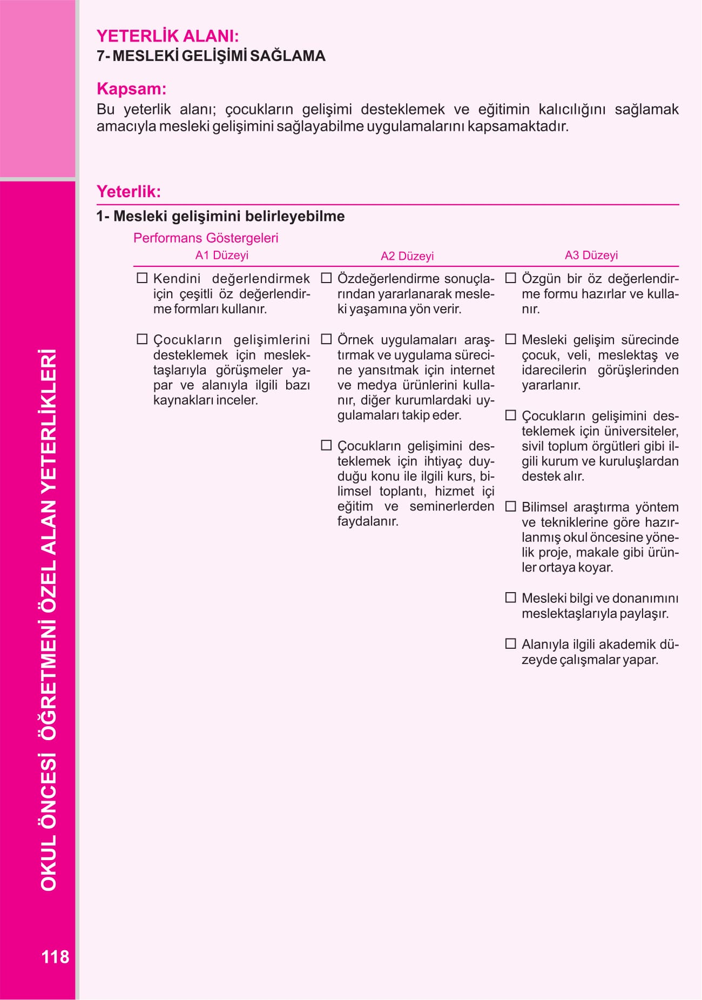 YETERLİK ALANI:
7- MESLEKİ GELİŞİMİ SAĞLAMA
Kapsam:
Bu yeterlik alanı; çocukların gelişimi desteklemek ve eğitimin kalıcılığını sağlamak
amacıyla mesleki gelişimini sağlayabilme uygulamalarını kapsamaktadır.
Yeterlik:
1- Mesleki gelişimini belirleyebilme
Performans Göstergeleri
A1 Düzeyi
☐ Kendini değerlendirmek
için çeşitli öz değerlendir-
me formları kullanır.
☐ Çocukların gelişimlerini
desteklemek için meslek-
taşlarıyla görüşmeler ya-
par ve alanıyla ilgili bazı
kaynakları inceler.
A2 Düzeyi
☐ Özdeğerlendirme sonuçla-
rından yararlanarak mesle-
ki yaşamına yön verir.
☐ Örnek uygulamaları araş-
tırmak ve uygulama süreci-
ne yansıtmak için internet
ve medya ürünlerini kulla-
nır, diğer kurumlardaki uy-
gulamaları takip eder.
☐ Çocukların gelişimini des-
teklemek için ihtiyaç duy-
duğu konu ile ilgili kurs, bi-
limsel toplantı, hizmet içi
eğitim ve seminerlerden
faydalanır.
A3 Düzeyi
☐ Özgün bir öz değerlendir-
me formu hazırlar ve kulla-
nır.
☐ Mesleki gelişim sürecinde
çocuk, veli, meslektaş ve
idarecilerin görüşlerinden
yararlanır.
☐ Çocukların gelişimini des-
teklemek için üniversiteler,
sivil toplum örgütleri gibi il-
gili kurum ve kuruluşlardan
destek alır.
☐ Bilimsel araştırma yöntem
ve tekniklerine göre hazır-
lanmış okul öncesine yöne-
lik proje, makale gibi ürün-
ler ortaya koyar.
☐ Mesleki bilgi ve donanımını
meslektaşlarıyla paylaşır.
☐ Alanıyla ilgili akademik dü-
zeyde çalışmalar yapar.
OKUL ÖNCESİ ÖĞRETMENİ ÖZEL ALAN YETERLİKLERİ
118